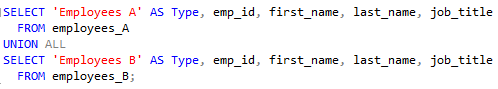 SELECT 'Employees A' AS Type, emp_id, first_name, last_name, job_title
FROM employees_A
UNION ALL
SELECT 'Employees B' AS Type, emp_id, first_name, last_name, job_title
FROM employees_B;